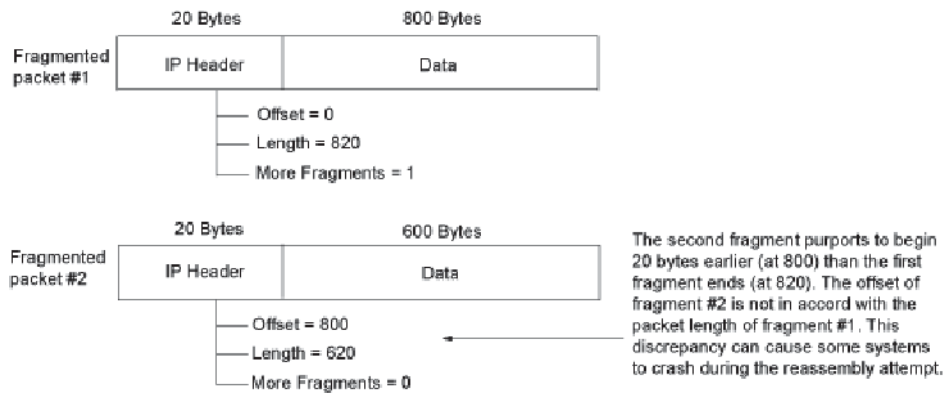 20 Bytes
800 Bytes
Fragmented
packet #1
IP Header
Data
Offset = 0
Length = 820
More Fragments = 1
20 Bytes
600 Bytes
Fragmented
packet #2
IP Header
Data
Offset = 800
Length = 620
More Fragments = 0
The second fragment purports to begin
20 bytes earlier (at 800) than the first
fragment ends (at 820). The offset of
fragment #2 is not in accord with the
packet length of fragment #1. This
discrepancy can cause some systems
to crash during the reassembly attempt.